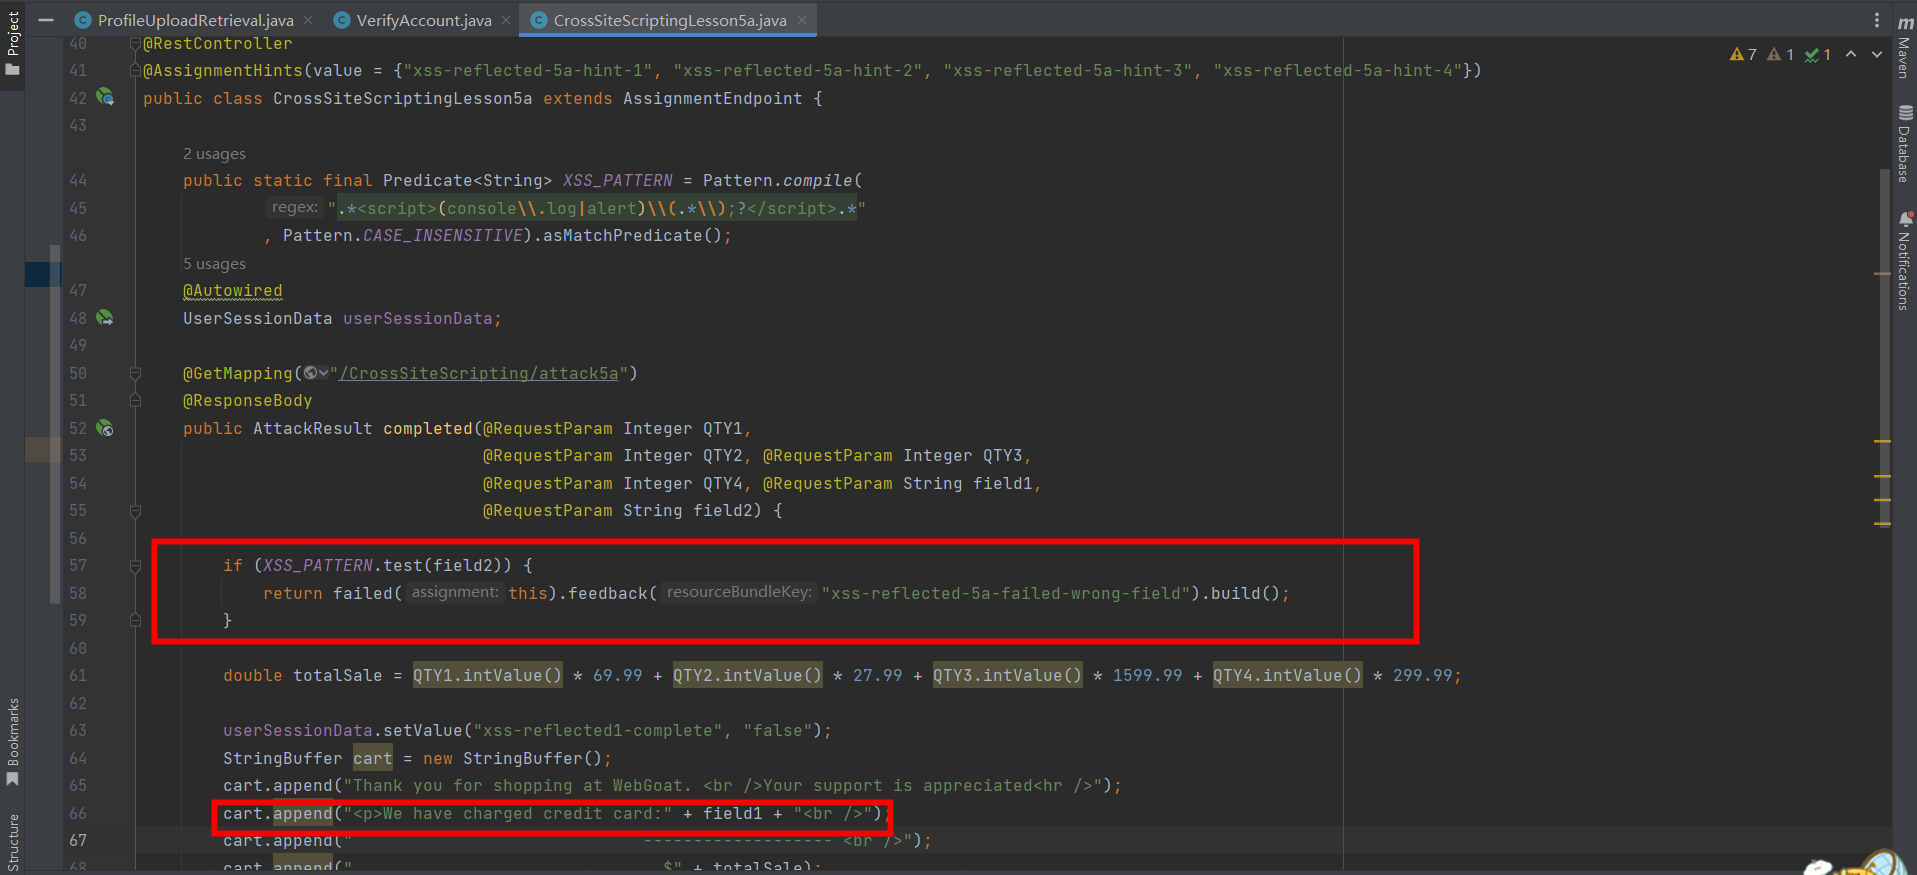 Project
ProfileUploadRetrieval.java
VerifyAccount.java
CrossSiteScriptingLesson5a.java
7 1 1
40 @RestController
41 @AssignmentHints(value = {"xss-reflected-5a-hint-1", "xss-reflected-5a-hint-2", "xss-reflected-5a-hint-3", "xss-reflected-5a-hint-4"})
42 public class CrossSiteScriptingLesson5a extends AssignmentEndpoint {
43
2 usages
44 public static final Predicate<String> XSS_PATTERN = Pattern.compile(
45 regex: ".*<script>(console\\.log|alert)\\(.*\\);?</script>.*"
46 , Pattern.CASE_INSENSITIVE).asMatchPredicate();
5 usages
47 @Autowired
48 UserSessionData userSessionData;
49
50 @GetMapping("/CrossSiteScripting/attack5a")
51 @ResponseBody
52 public AttackResult completed(@RequestParam Integer QTY1,
53 @RequestParam Integer QTY2, @RequestParam Integer QTY3,
54 @RequestParam Integer QTY4, @RequestParam String field1,
55 @RequestParam String field2) {
56
57 if (XSS_PATTERN.test(field2)) {
58 return failed( assignment: this).feedback( resourceBundleKey: "xss-reflected-5a-failed-wrong-field").build();
59 }
60
61 double totalSale = QTY1.intValue() * 69.99 + QTY2.intValue() * 27.99 + QTY3.intValue() * 1599.99 + QTY4.intValue() * 299.99;
62
63 userSessionData.setValue("xss-reflected1-complete", "false");
64 StringBuffer cart = new StringBuffer();
65 cart.append("Thank you for shopping at WebGoat. <br />Your support is appreciated<hr />");
66 cart.append("<p>We have charged credit card:" + field1 + "<br />");
67 cart.append(" ------------------- <br />");
68 cart.append(" $" + totalSale);
Bookmarks
Structure
m
Maven
Database
Notifications